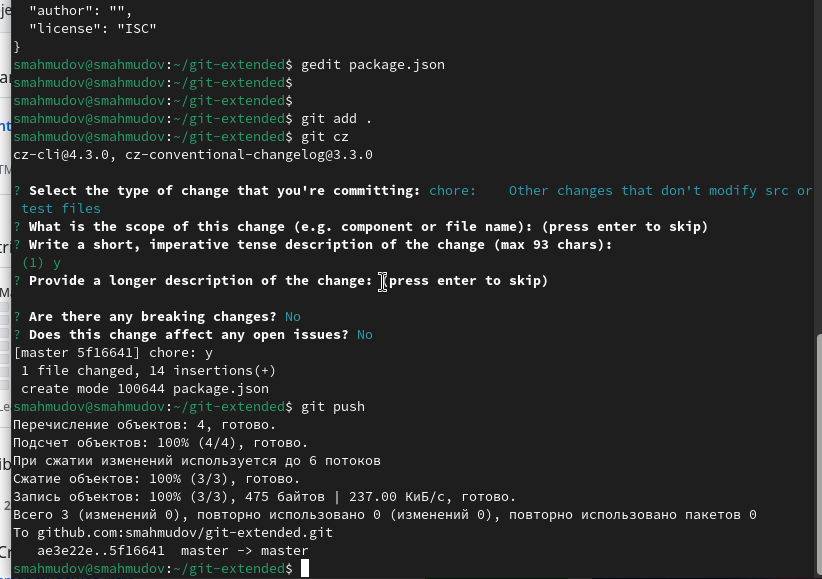 "author": "",
"license": "ISC"
}
smahmudov@smahmudov:~/git-extended$ gedit package.json
smahmudov@smahmudov:~/git-extended$
smahmudov@smahmudov:~/git-extended$
smahmudov@smahmudov:~/git-extended$ git add .
smahmudov@smahmudov:~/git-extended$ git cz
cz-cli@4.3.0, cz-conventional-changelog@3.3.0
? Select the type of change that you're committing: chore:    Other changes that don't modify src or
test files
? What is the scope of this change (e.g. component or file name): (press enter to skip)
? Write a short, imperative tense description of the change (max 93 chars):
(1) y
? Provide a longer description of the change: (press enter to skip)
? Are there any breaking changes? No
? Does this change affect any open issues? No
[master 5f16641] chore: y
1 file changed, 14 insertions(+)
create mode 100644 package.json
smahmudov@smahmudov:~/git-extended$ git push
Перечисление объектов: 4, готово.
Подсчет объектов: 100% (4/4), готово.
При сжатии изменений используется до 6 потоков
Сжатие объектов: 100% (3/3), готово.
Запись объектов: 100% (3/3), 475 байтов | 237.00 КиБ/с, готово.
Всего 3 (изменений 0), повторно использовано 0 (изменений 0), повторно использовано пакетов 0
To github.com:smahmudov/git-extended.git
ae3e22e..5f16641  master -> master
smahmudov@smahmudov:~/git-extended$